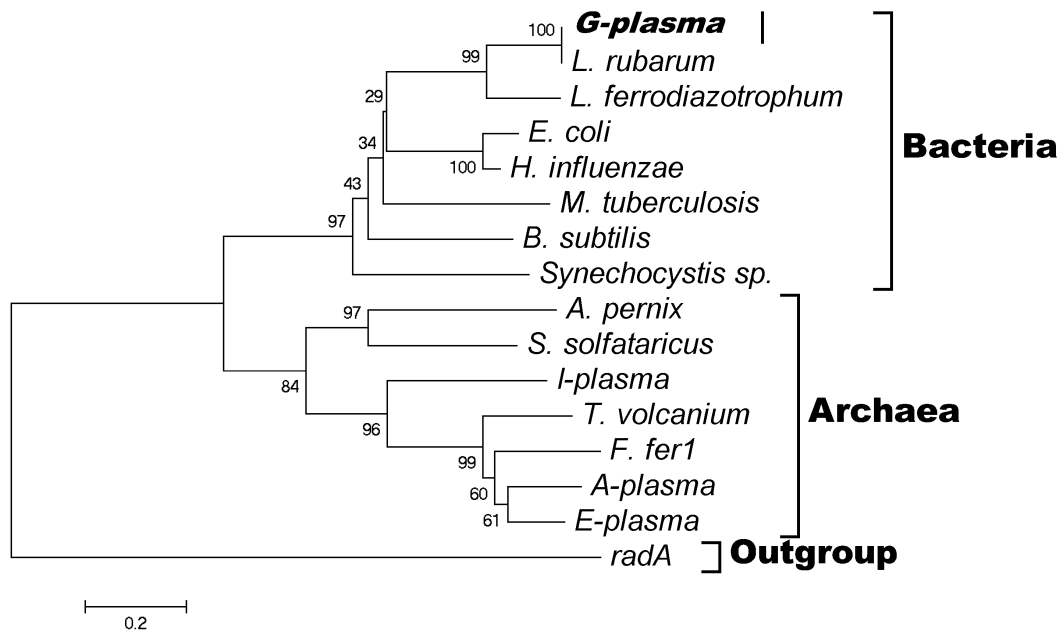 100
G-plasma
99
L. rubarum
29
L. ferrodiazotrophum
34
E. coli
Bacteria
100
H. influenzae
43
M. tuberculosis
97
B. subtilis
Synechocystis sp.
97
A. pernix
84
S. solfataricus
I-plasma
96
T. volcanium
Archaea
99
F. fer1
60
A-plasma
61
E-plasma
radA
Outgroup
0.2